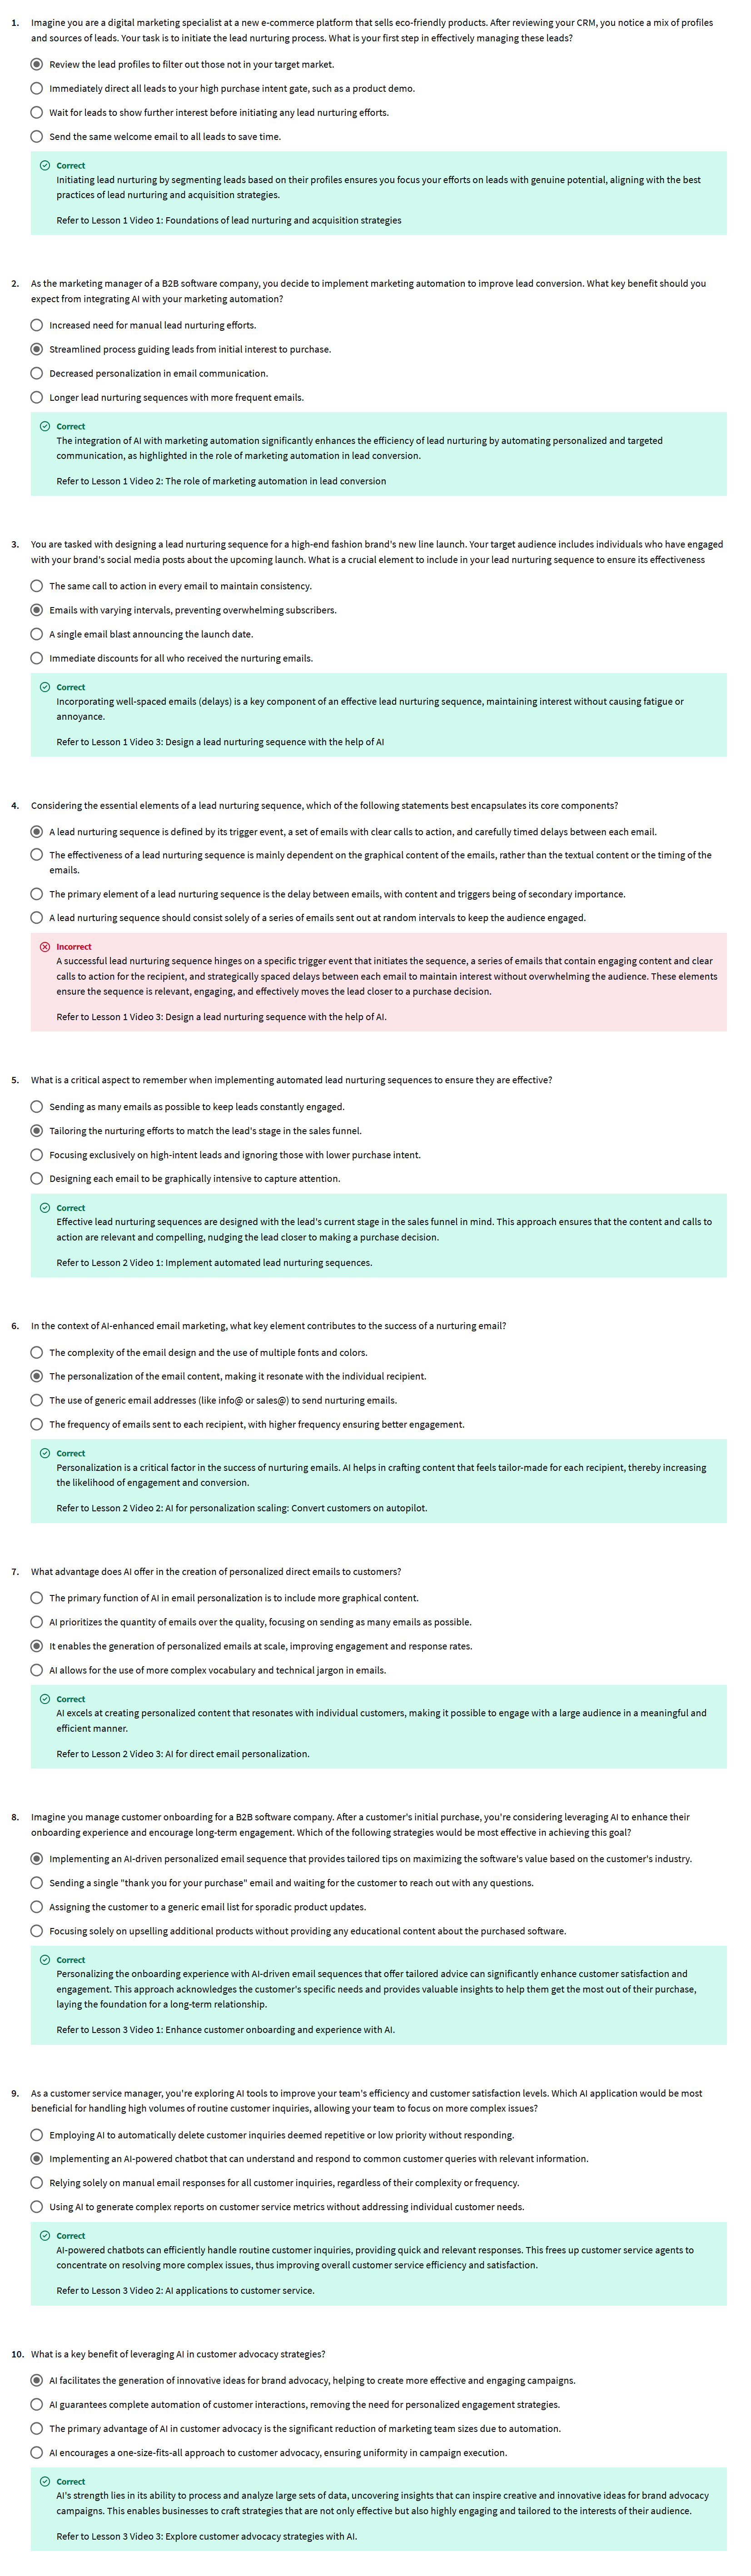 1. Imagine you are a digital marketing specialist at a new e-commerce platform that sells eco-friendly products. After reviewing your CRM, you notice a mix of profiles
and sources of leads. Your task is to initiate the lead nurturing process. What is your first step in effectively managing these leads?
Review the lead profiles to filter out those not in your target market.
Immediately direct all leads to your high purchase intent gate, such as a product demo.
Wait for leads to show further interest before initiating any lead nurturing efforts.
Send the same welcome email to all leads to save time.
Correct
Initiating lead nurturing by segmenting leads based on their profiles ensures you focus your efforts on leads with genuine potential, aligning with the best
practices of lead nurturing and acquisition strategies.
Refer to Lesson 1 Video 1: Foundations of lead nurturing and acquisition strategies
2. As the marketing manager of a B2B software company, you decide to implement marketing automation to improve lead conversion. What key benefit should you
expect from integrating AI with your marketing automation?
Increased need for manual lead nurturing efforts.
Streamlined process guiding leads from initial interest to purchase.
Decreased personalization in email communication.
Longer lead nurturing sequences with more frequent emails.
Correct
The integration of AI with marketing automation significantly enhances the efficiency of lead nurturing by automating personalized and targeted
communication, as highlighted in the role of marketing automation in lead conversion.
Refer to Lesson 1 Video 2: The role of marketing automation in lead conversion
3. You are tasked with designing a lead nurturing sequence for a high-end fashion brand's new line launch. Your target audience includes individuals who have engaged
with your brand's social media posts about the upcoming launch. What is a crucial element to include in your lead nurturing sequence to ensure its effectiveness
The same call to action in every email to maintain consistency.
Emails with varying intervals, preventing overwhelming subscribers.
A single email blast announcing the launch date.
Immediate discounts for all who received the nurturing emails.
Correct
Incorporating well-spaced emails (delays) is a key component of an effective lead nurturing sequence, maintaining interest without causing fatigue or
annoyance.
Refer to Lesson 1 Video 3: Design a lead nurturing sequence with the help of AI
4. Considering the essential elements of a lead nurturing sequence, which of the following statements best encapsulates its core components?
A lead nurturing sequence is defined by its trigger event, a set of emails with clear calls to action, and carefully timed delays between each email.
The effectiveness of a lead nurturing sequence is mainly dependent on the graphical content of the emails, rather than the textual content or the timing of the
emails.
The primary element of a lead nurturing sequence is the delay between emails, with content and triggers being of secondary importance.
A lead nurturing sequence should consist solely of a series of emails sent out at random intervals to keep the audience engaged.
Incorrect
A successful lead nurturing sequence hinges on a specific trigger event that initiates the sequence, a series of emails that contain engaging content and clear
calls to action for the recipient, and strategically spaced delays between each email to maintain interest without overwhelming the audience. These elements
ensure the sequence is relevant, engaging, and effectively moves the lead closer to a purchase decision.
Refer to Lesson 1 Video 3: Design a lead nurturing sequence with the help of AI.
5. What is a critical aspect to remember when implementing automated lead nurturing sequences to ensure they are effective?
Sending as many emails as possible to keep leads constantly engaged.
Tailoring the nurturing efforts to match the lead's stage in the sales funnel.
Focusing exclusively on high-intent leads and ignoring those with lower purchase intent.
Designing each email to be graphically intensive to capture attention.
Correct
Effective lead nurturing sequences are designed with the lead's current stage in the sales funnel in mind. This approach ensures that the content and calls to
action are relevant and compelling, nudging the lead closer to making a purchase decision.
Refer to Lesson 2 Video 1: Implement automated lead nurturing sequences.
6. In the context of AI-enhanced email marketing, what key element contributes to the success of a nurturing email?
The complexity of the email design and the use of multiple fonts and colors.
The personalization of the email content, making it resonate with the individual recipient.
The use of generic email addresses (like info@ or sales@) to send nurturing emails.
The frequency of emails sent to each recipient, with higher frequency ensuring better engagement.
Correct
Personalization is a critical factor in the success of nurturing emails. AI helps in crafting content that feels tailor-made for each recipient, thereby increasing
the likelihood of engagement and conversion.
Refer to Lesson 2 Video 2: AI for personalization scaling: Convert customers on autopilot.
7. What advantage does AI offer in the creation of personalized direct emails to customers?
The primary function of AI in email personalization is to include more graphical content.
AI prioritizes the quantity of emails over the quality, focusing on sending as many emails as possible.
It enables the generation of personalized emails at scale, improving engagement and response rates.
AI allows for the use of more complex vocabulary and technical jargon in emails.
Correct
AI excels at creating personalized content that resonates with individual customers, making it possible to engage with a large audience in a meaningful and
efficient manner.
Refer to Lesson 2 Video 3: AI for direct email personalization.
8. Imagine you manage customer onboarding for a B2B software company. After a customer's initial purchase, you're considering leveraging AI to enhance their
onboarding experience and encourage long-term engagement. Which of the following strategies would be most effective in achieving this goal?
Implementing an AI-driven personalized email sequence that provides tailored tips on maximizing the software's value based on the customer's industry.
Sending a single "thank you for your purchase" email and waiting for the customer to reach out with any questions.
Assigning the customer to a generic email list for sporadic product updates.
Focusing solely on upselling additional products without providing any educational content about the purchased software.
Correct
Personalizing the onboarding experience with AI-driven email sequences that offer tailored advice can significantly enhance customer satisfaction and
engagement. This approach acknowledges the customer's specific needs and provides valuable insights to help them get the most out of their purchase,
laying the foundation for a long-term relationship.
Refer to Lesson 3 Video 1: Enhance customer onboarding and experience with AI.
9. As a customer service manager, you're exploring AI tools to improve your team's efficiency and customer satisfaction levels. Which AI application would be most
beneficial for handling high volumes of routine customer inquiries, allowing your team to focus on more complex issues?
Employing AI to automatically delete customer inquiries deemed repetitive or low priority without responding.
Implementing an AI-powered chatbot that can understand and respond to common customer queries with relevant information.
Relying solely on manual email responses for all customer inquiries, regardless of their complexity or frequency.
Using AI to generate complex reports on customer service metrics without addressing individual customer needs.
Correct
AI-powered chatbots can efficiently handle routine customer inquiries, providing quick and relevant responses. This frees up customer service agents to
concentrate on resolving more complex issues, thus improving overall customer service efficiency and satisfaction.
Refer to Lesson 3 Video 2: AI applications to customer service.
10. What is a key benefit of leveraging AI in customer advocacy strategies?
AI facilitates the generation of innovative ideas for brand advocacy, helping to create more effective and engaging campaigns.
AI guarantees complete automation of customer interactions, removing the need for personalized engagement strategies.
The primary advantage of AI in customer advocacy is the significant reduction of marketing team sizes due to automation.
AI encourages a one-size-fits-all approach to customer advocacy, ensuring uniformity in campaign execution.
Correct
AI's strength lies in its ability to process and analyze large sets of data, uncovering insights that can inspire creative and innovative ideas for brand advocacy
campaigns. This enables businesses to craft strategies that are not only effective but also highly engaging and tailored to the interests of their audience.
Refer to Lesson 3 Video 3: Explore customer advocacy strategies with AI.